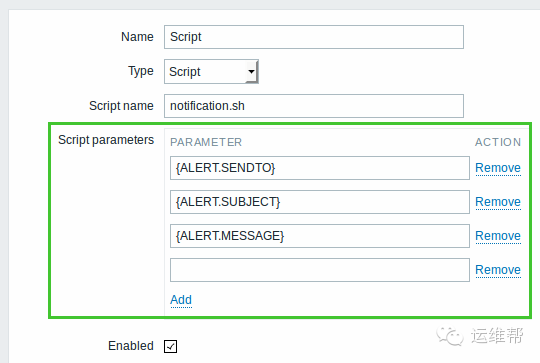 Name Script
Type Script
Script name notification.sh
Script parameters PARAMETER ACTION
{ALERT.SENDTO} Remove
{ALERT.SUBJECT} Remove
{ALERT.MESSAGE} Remove
Remove
Add
Enabled
运维帮